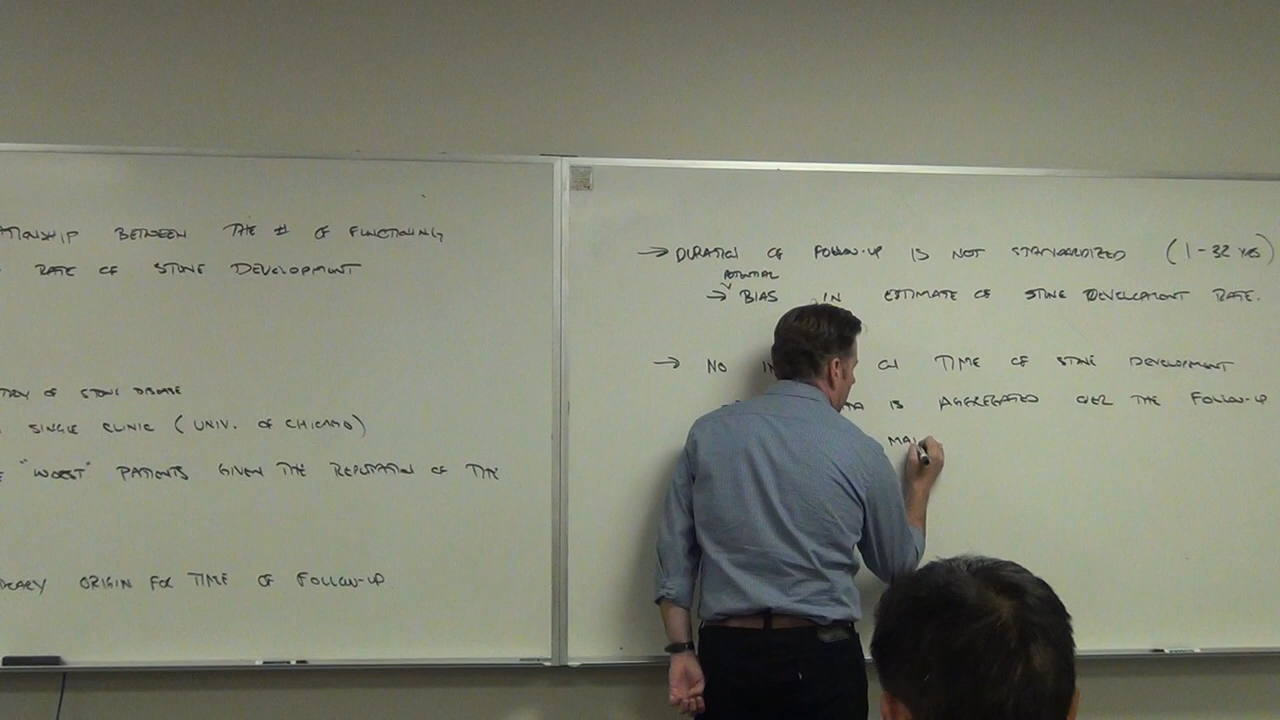 BETWEEN THE # OF FUNCTIONING
RATE OF STONE DEVELOPMENT
OF STONE DISEASE
SINGLE CLINIC (UNIV. OF CHICAGO)
"WORST" PATIENTS GIVEN THE REPUTATION OF THE
ORIGIN FOR TIME OF FOLLOW-UP
→ DURATION OF FOLLOW-UP IS NOT STANDARDIZED (1-32 YRS)
POTENTIAL
→ BIAS IN ESTIMATE OF STONE DEVELOPMENT RATE.
→ NO ON TIME OF STONE DEVELOPMENT
IS AGGREGATED OVER THE FOLLOW-UP